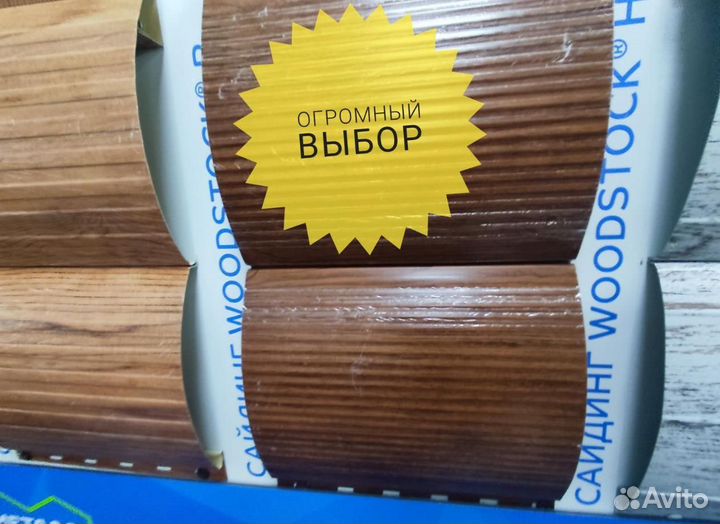 ОГРОМНЫЙ
ВЫБОР
САЙДИНГ WOODSTOCK®
САЙДИНГ WOODSTOCK® Н
Avito